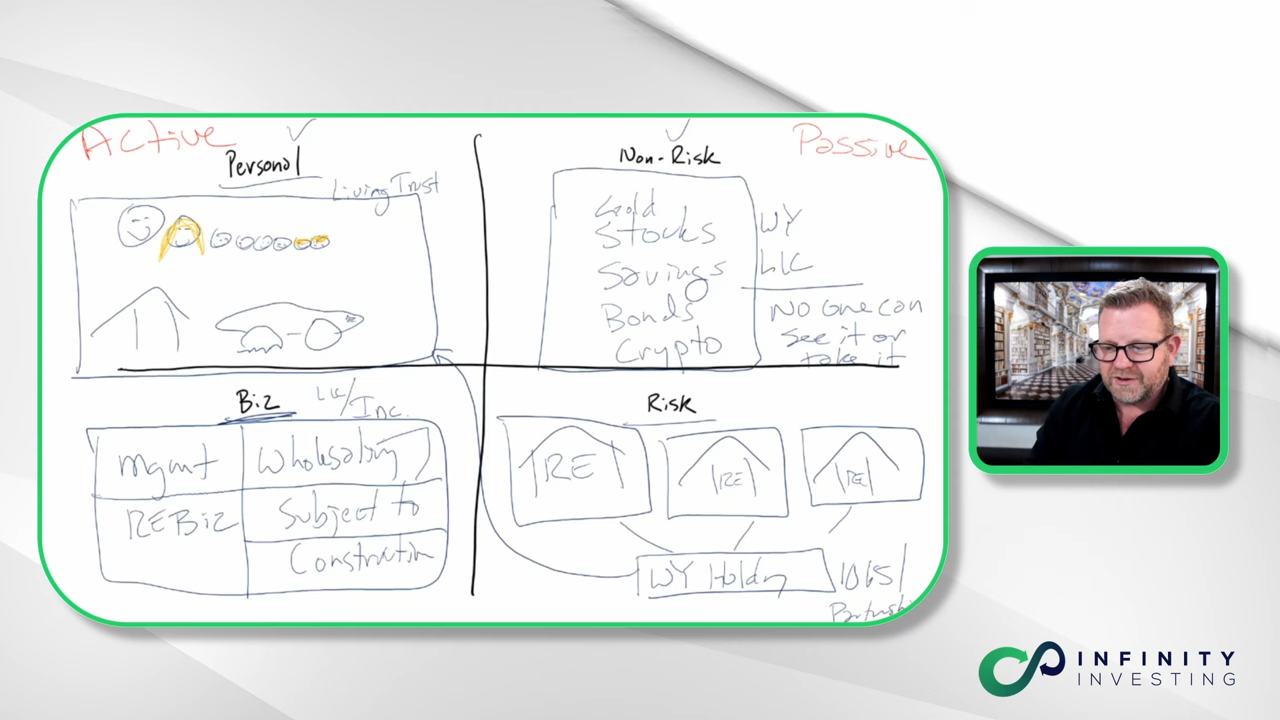 Active
Personal
Living Trust
Non-Risk
Passive
Gold
Stocks
Savings
Bonds
Crypto
WY
LLC
No one can
see it or
take it
Biz
LLC/
Inc.
mgmt
REBiz
Wholesaling
Subject to
Construction
Risk
RE
RE
RE
WY Holdng
1065/
Partnership
INFINITY
INVESTING